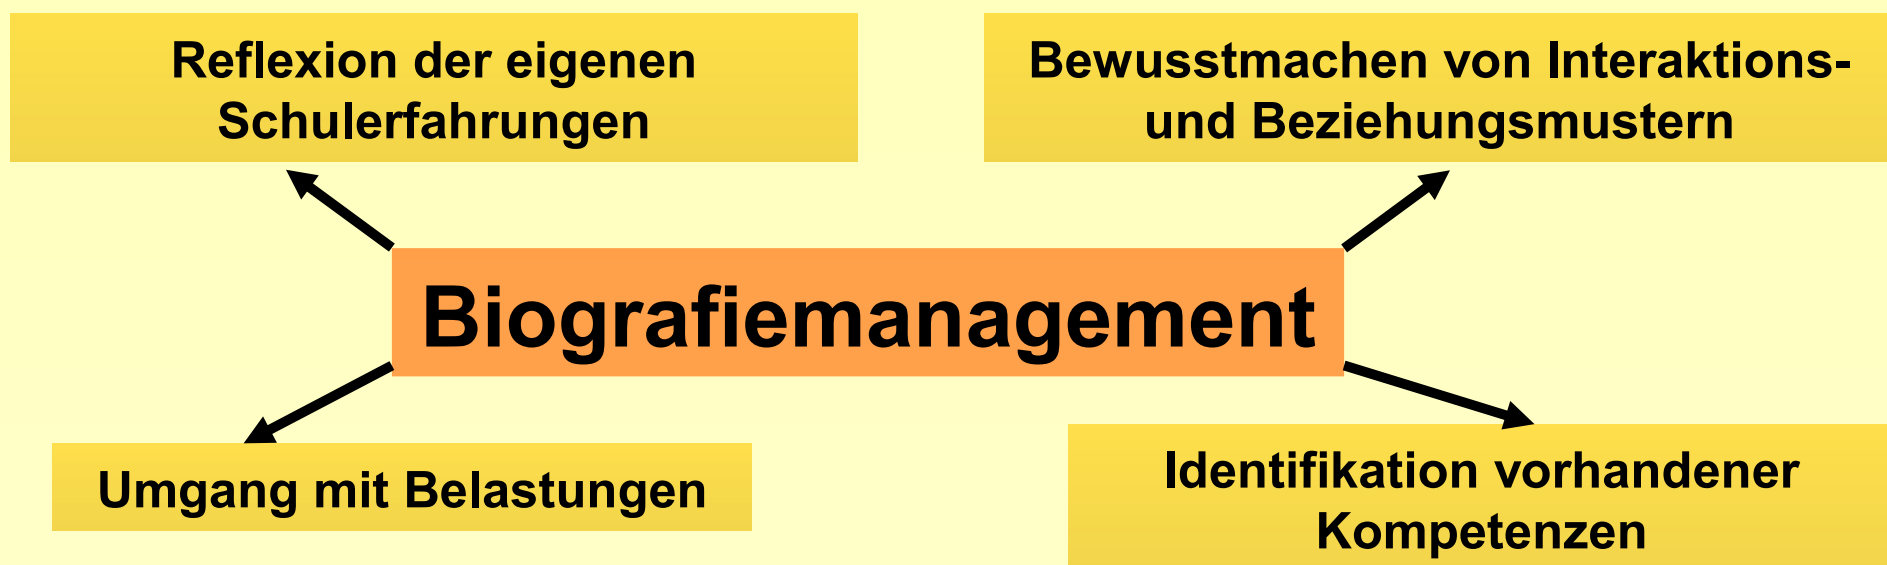 Reflexion der eigenen
Schulerfahrungen
Bewusstmachen von Interaktions-
und Beziehungsmustern
Biografiemanagement
Umgang mit Belastungen
Identifikation vorhandener
Kompetenzen